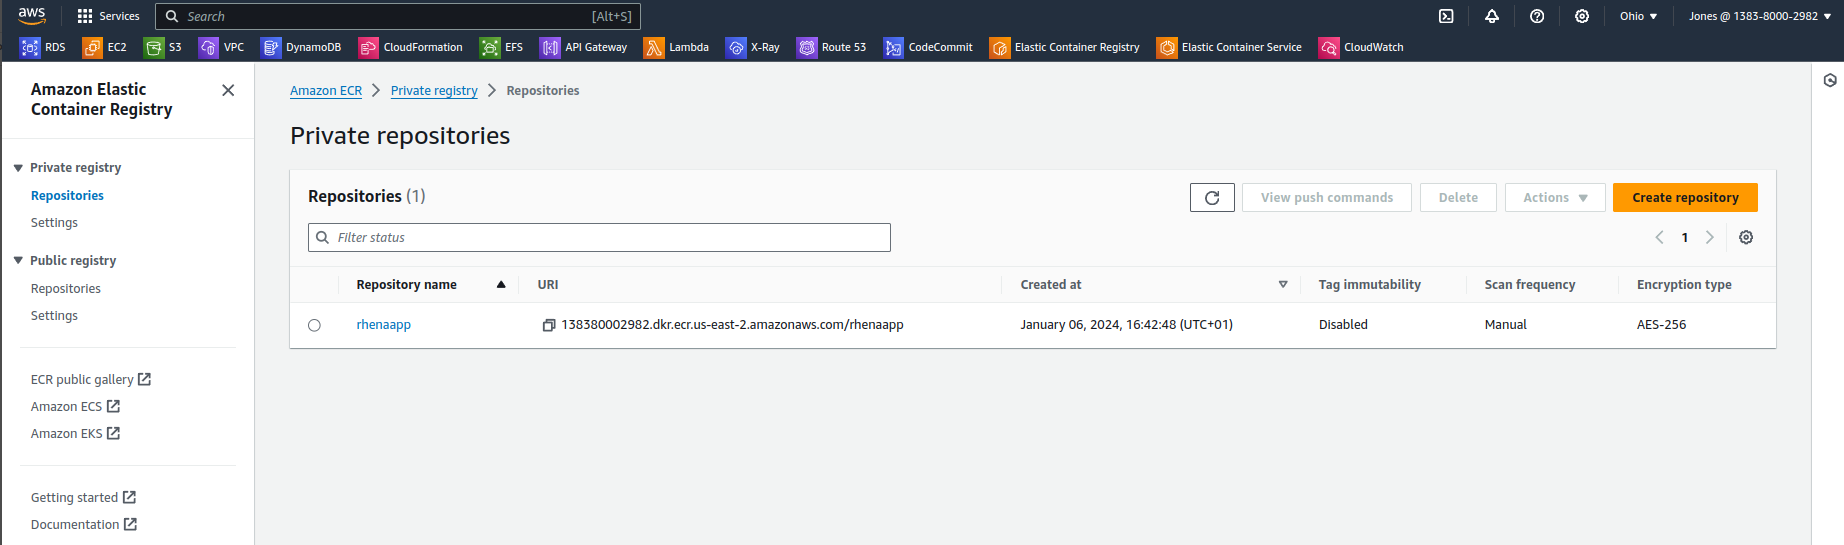 aws Services Search [Alt+S] Ohio Jones @ 1383-8000-2982
RDS EC2 S3 VPC DynamoDB CloudFormation EFS API Gateway Lambda X-Ray Route 53 CodeCommit Elastic Container Registry Elastic Container Service CloudWatch
Amazon Elastic
Container Registry
Private registry
Repositories
Settings
Public registry
Repositories
Settings
ECR public gallery
Amazon ECS
Amazon EKS
Getting started
Documentation
Amazon ECR Private registry Repositories
Private repositories
Repositories (1) View push commands Delete Actions Create repository
Filter status 1
Repository name URI Created at Tag immutability Scan frequency Encryption type
rhenaapp 138380002982.dkr.ecr.us-east-2.amazonaws.com/rhenaapp January 06, 2024, 16:42:48 (UTC+01) Disabled Manual AES-256